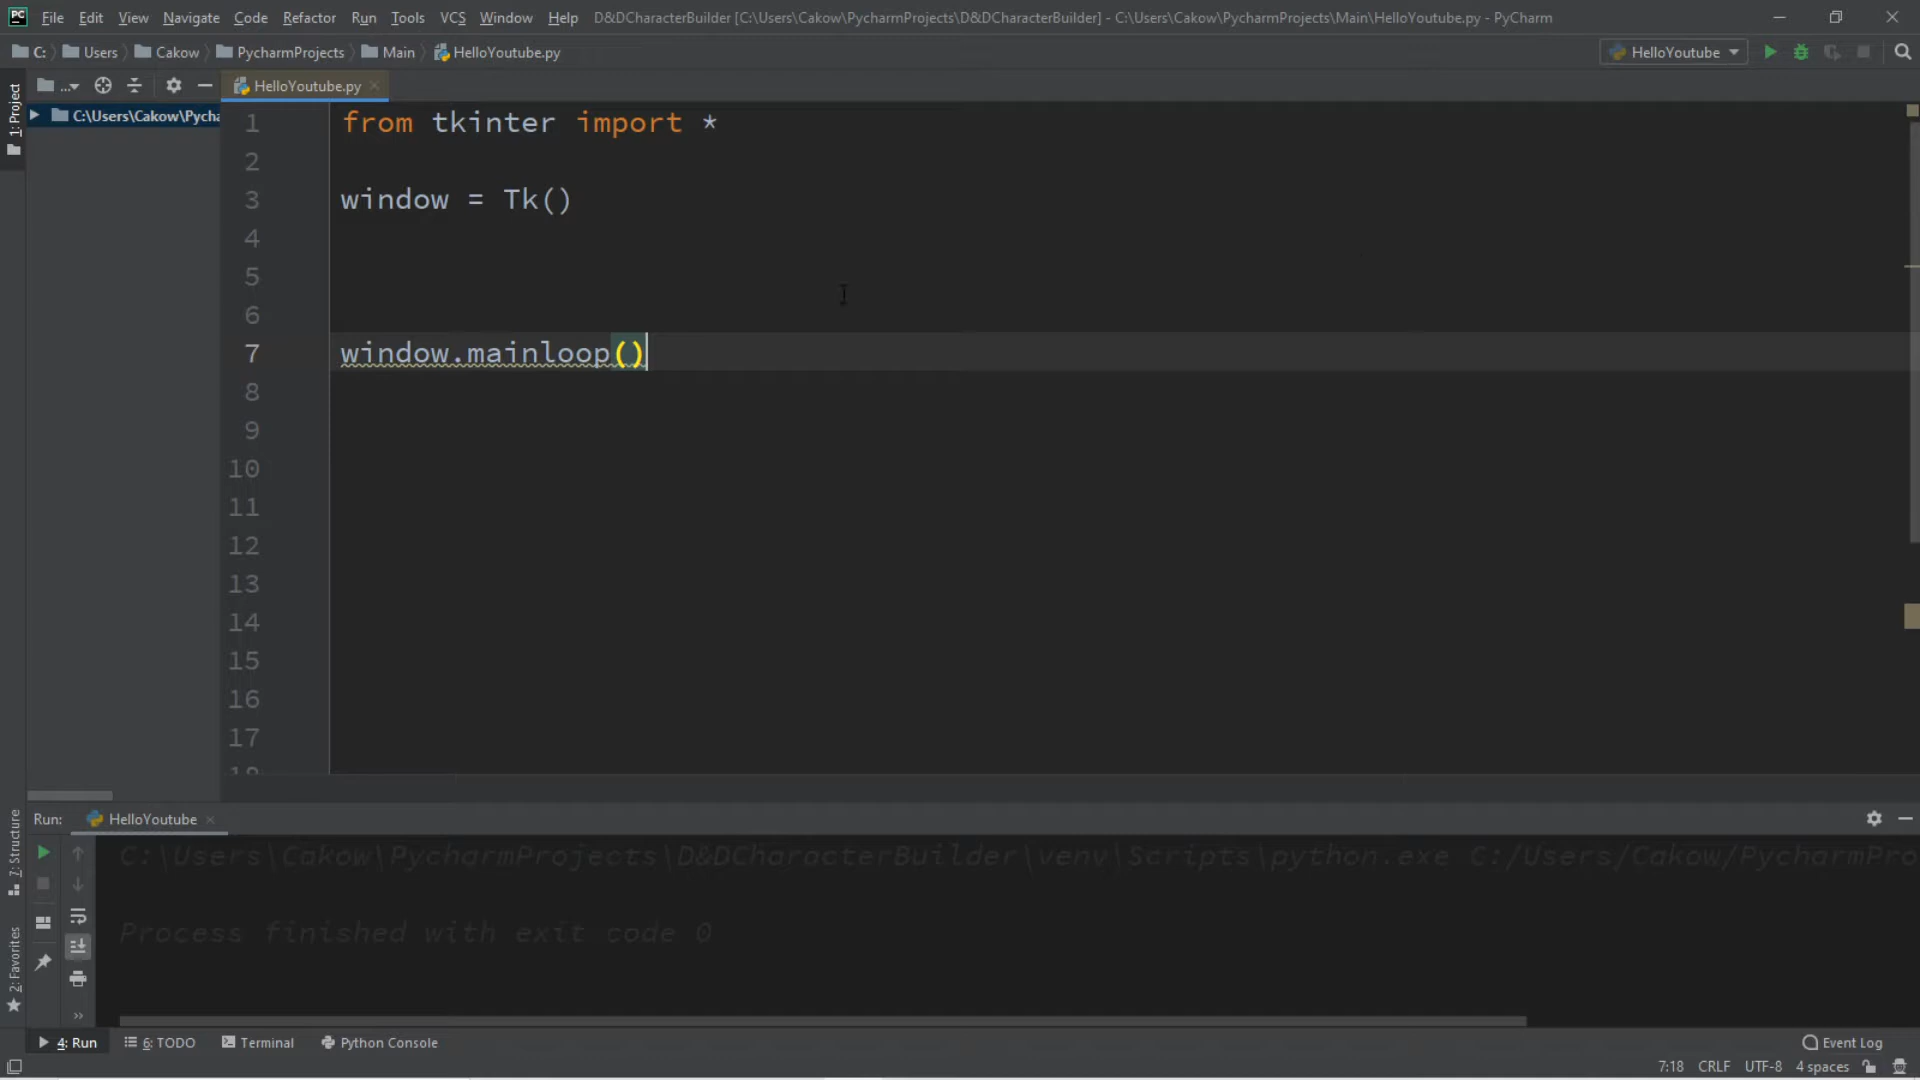 PC File Edit View Navigate Code Refactor Run Tools VCS Window Help D&DCharacterBuilder [C:\Users\Cakow\PycharmProjects\D&DCharacterBuilder] - C:\Users\Cakow\PycharmProjects\Main\HelloYoutube.py - PyCharm
C: Users Cakow PycharmProjects Main HelloYoutube.py HelloYoutube
1: Project
... HelloYoutube.py
C:\Users\Cakow\Pycha
1 from tkinter import *
2
3 window = Tk()
4
5
6
7 window.mainloop()
8
9
10
11
12
13
14
15
16
17
18
7: Structure
2: Favorites
Run: HelloYoutube
C:\Users\Cakow\PycharmProjects\D&DCharacterBuilder\venv\Scripts\python.exe C:/Users/Cakow/PycharmPro
Process finished with exit code 0
4: Run 6: TODO Terminal Python Console Event Log
7:18 CRLF UTF-8 4 spaces